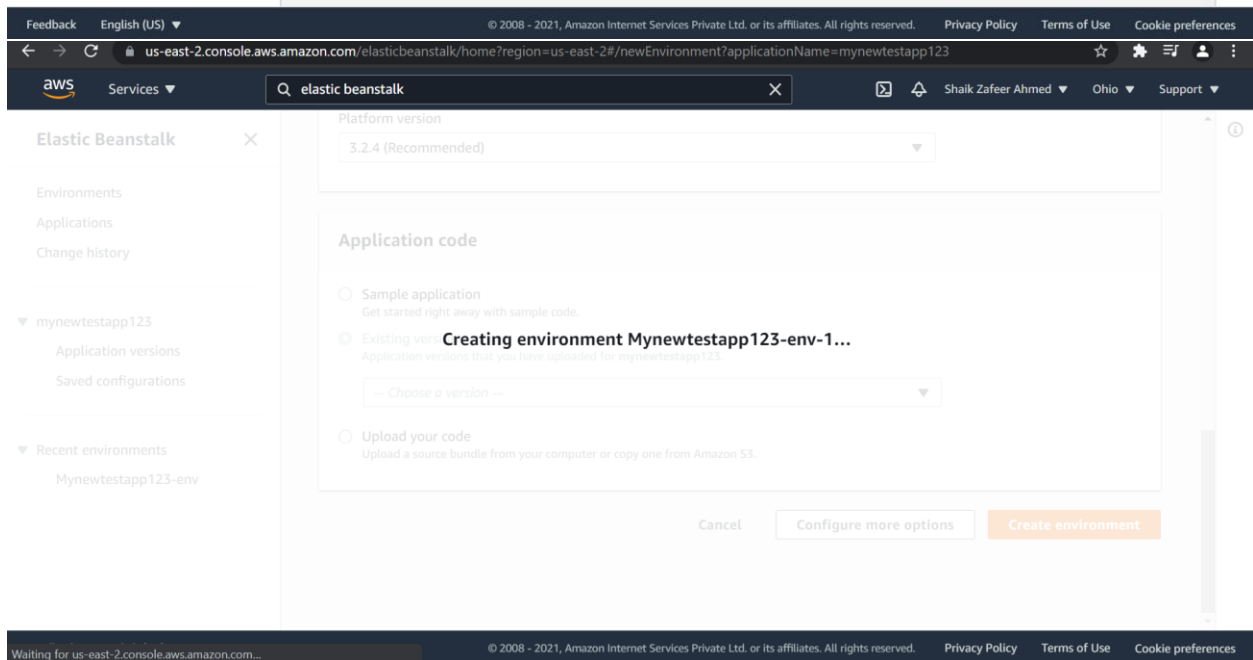 Feedback English (US) ▼ © 2008 - 2021, Amazon Internet Services Private Ltd. or its affiliates. All rights reserved. Privacy Policy Terms of Use Cookie preferences
us-east-2.console.aws.amazon.com/elasticbeanstalk/home?region=us-east-2#/newEnvironment?applicationName=mynewtestapp123
aws Services ▼ elastic beanstalk Shaik Zafeer Ahmed ▼ Ohio ▼ Support ▼
Elastic Beanstalk
Environments
Applications
Change history
▼ mynewtestapp123
Application versions
Saved configurations
▼ Recent environments
Mynewtestapp123-env
Platform version
3.2.4 (Recommended)
Application code
Sample application
Get started right away with sample code.
Existing
Creating environment Mynewtestapp123-env-1...
Application versions that you have uploaded for mynewtestapp123.
-- Choose a version --
Upload your code
Upload a source bundle from your computer or copy one from Amazon S3.
Cancel Configure more options Create environment
Waiting for us-east-2.console.aws.amazon.com... © 2008 - 2021, Amazon Internet Services Private Ltd. or its affiliates. All rights reserved. Privacy Policy Terms of Use Cookie preferences